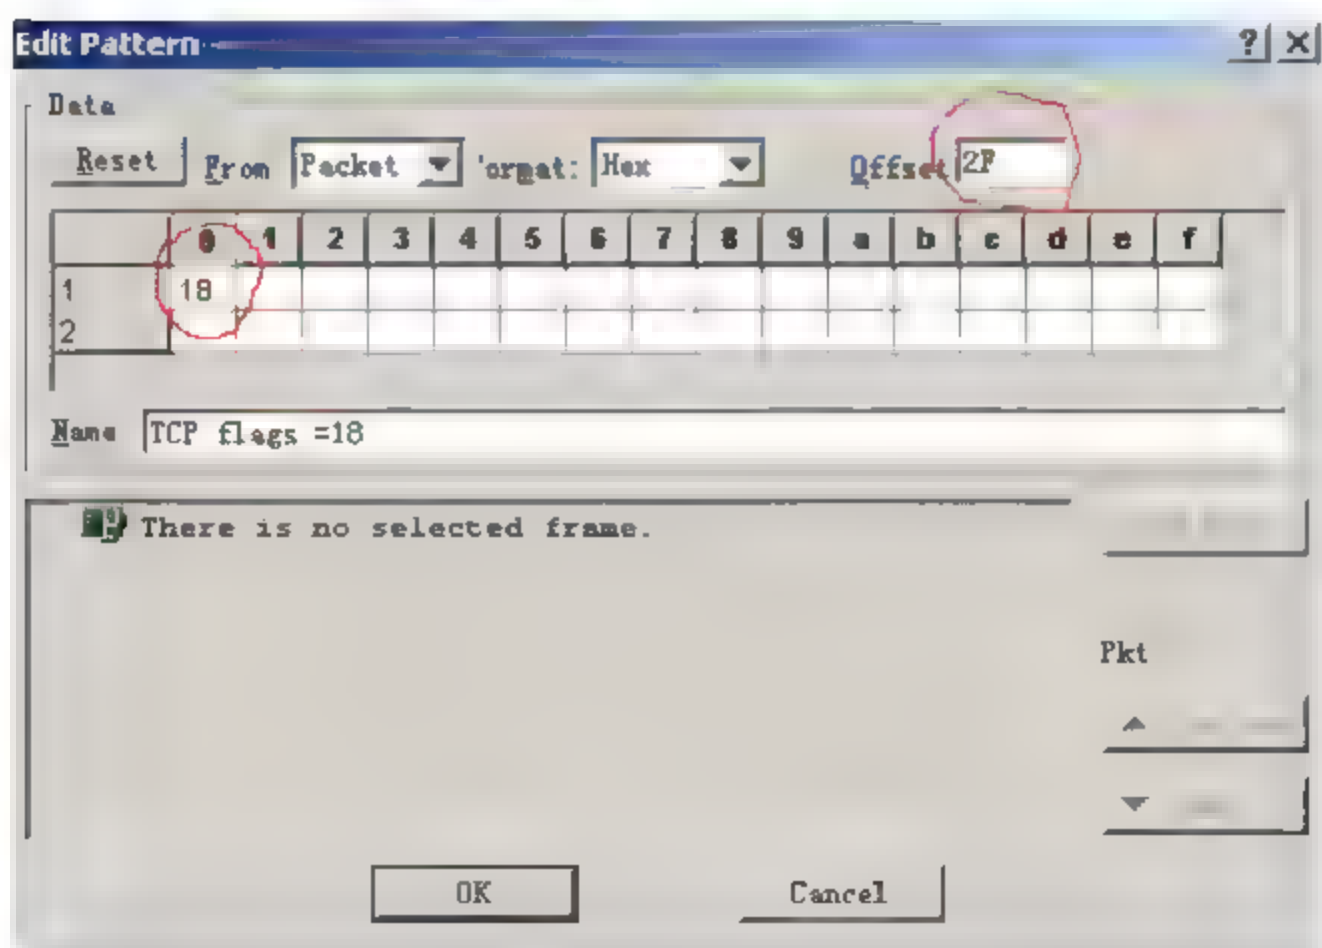 Edit Pattern
Data
Reset From Packet 'ormat: Hex Offset 2F
0 1 2 3 4 5 6 7 8 9 a b c d e f
1 18
2
Name TCP flags =18
There is no selected frame.
Pkt
OK Cancel